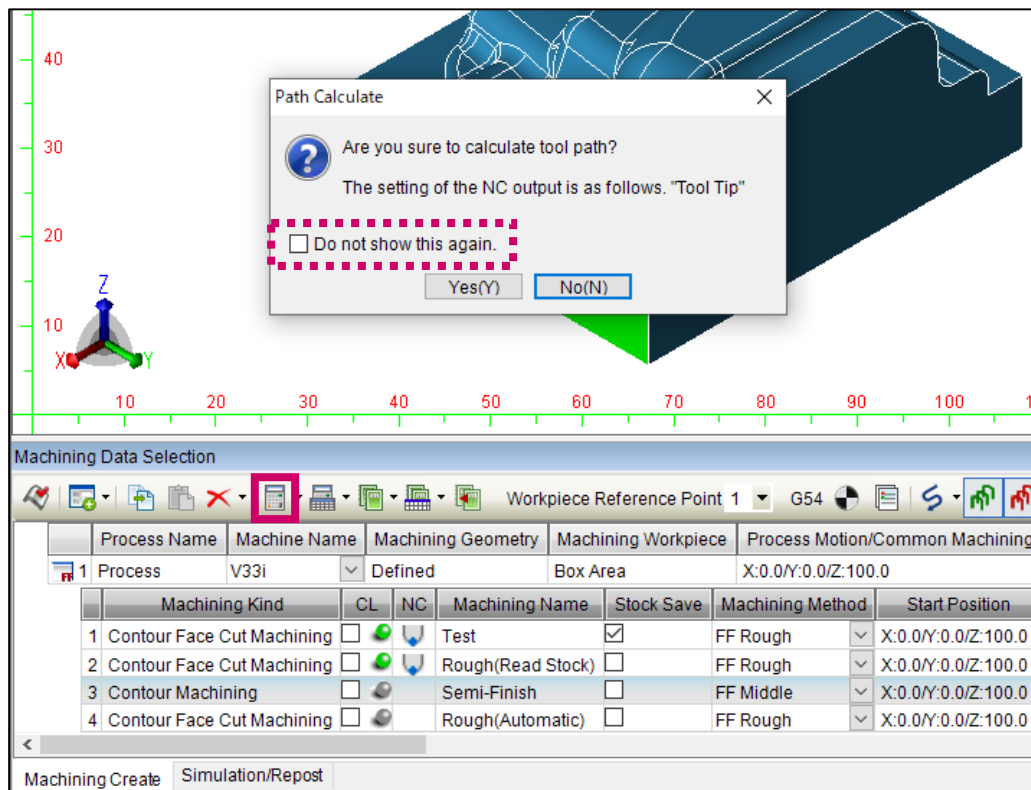 40
Path Calculate
30
Are you sure to calculate tool path?
The setting of the NC output is as follows. "Tool Tip"
20
Do not show this again.
Z
Yes(Y) No(N)
10
X Y
10 20 30 40 50 60 70 80 90 100 1
Machining Data Selection
Workpiece Reference Point 1 G54
Process Name Machine Name Machining Geometry Machining Workpiece Process Motion/Common Machining
FF 1 Process V33i Defined Box Area X:0.0/Y:0.0/Z:100.0
Machining Kind CL NC Machining Name Stock Save Machining Method Start Position
1 Contour Face Cut Machining Test FF Rough X:0.0/Y:0.0/Z:100.0
2 Contour Face Cut Machining Rough(Read Stock) FF Rough X:0.0/Y:0.0/Z:100.0
3 Contour Machining Semi-Finish FF Middle X:0.0/Y:0.0/Z:100.0
4 Contour Face Cut Machining Rough(Automatic) FF Rough X:0.0/Y:0.0/Z:100.0
Machining Create Simulation/Repost